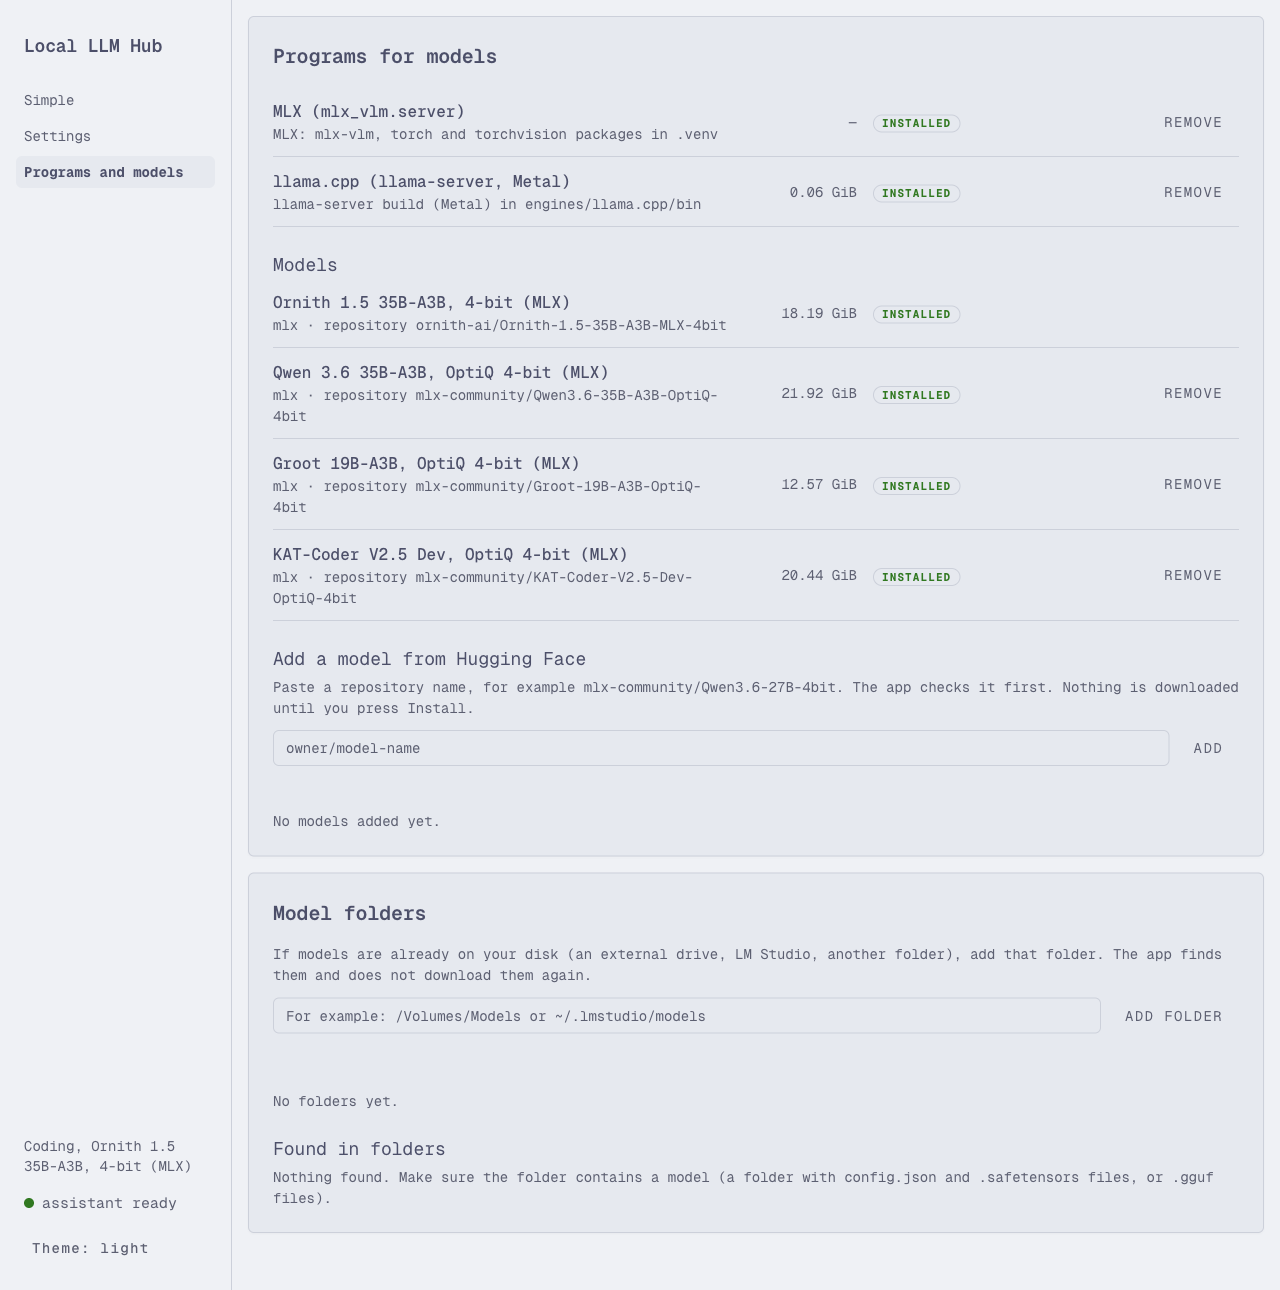 Local LLM Hub
Simple
Settings
Programs and models
Coding, Ornith 1.5
35B-A3B, 4-bit (MLX)
assistant ready
Theme: light
Programs for models
MLX (mlx_vlm.server)
MLX: mlx-vlm, torch and torchvision packages in .venv
— INSTALLED REMOVE
llama.cpp (llama-server, Metal)
llama-server build (Metal) in engines/llama.cpp/bin
0.06 GiB INSTALLED REMOVE
Models
Ornith 1.5 35B-A3B, 4-bit (MLX)
mlx · repository ornith-ai/Ornith-1.5-35B-A3B-MLX-4bit
18.19 GiB INSTALLED
Qwen 3.6 35B-A3B, OptiQ 4-bit (MLX)
mlx · repository mlx-community/Qwen3.6-35B-A3B-OptiQ-
4bit
21.92 GiB INSTALLED REMOVE
Groot 19B-A3B, OptiQ 4-bit (MLX)
mlx · repository mlx-community/Groot-19B-A3B-OptiQ-
4bit
12.57 GiB INSTALLED REMOVE
KAT-Coder V2.5 Dev, OptiQ 4-bit (MLX)
mlx · repository mlx-community/KAT-Coder-V2.5-Dev-
OptiQ-4bit
20.44 GiB INSTALLED REMOVE
Add a model from Hugging Face
Paste a repository name, for example mlx-community/Qwen3.6-27B-4bit. The app checks it first. Nothing is downloaded
until you press Install.
owner/model-name ADD
No models added yet.
Model folders
If models are already on your disk (an external drive, LM Studio, another folder), add that folder. The app finds
them and does not download them again.
For example: /Volumes/Models or ~/.lmstudio/models ADD FOLDER
No folders yet.
Found in folders
Nothing found. Make sure the folder contains a model (a folder with config.json and .safetensors files, or .gguf
files).